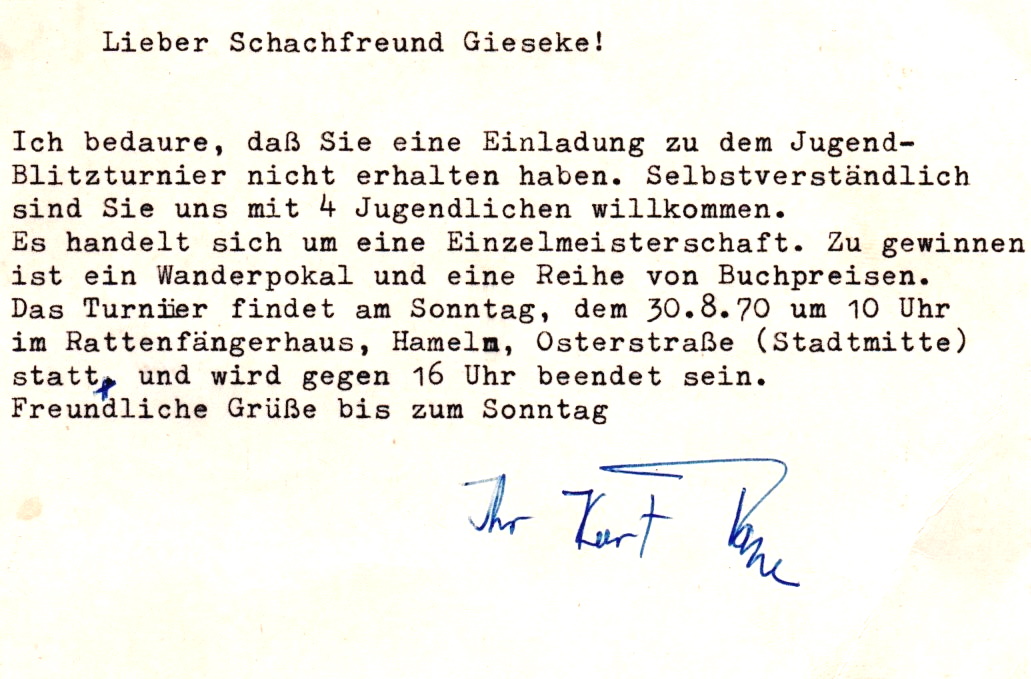 Lieber Schachfreund Gieseke!
Ich bedaure, daß Sie eine Einladung zu dem Jugend-
Blitzturnier nicht erhalten haben. Selbstverständlich
sind Sie uns mit 4 Jugendlichen willkommen.
Es handelt sich um eine Einzelmeisterschaft. Zu gewinnen
ist ein Wanderpokal und eine Reihe von Buchpreisen.
Das Turnier findet am Sonntag, dem 30.8.70 um 10 Uhr
im Rattenfängerhaus, Hameln, Osterstraße (Stadtmitte)
statt, und wird gegen 16 Uhr beendet sein.
Freundliche Grüße bis zum Sonntag
Ihr Kurt